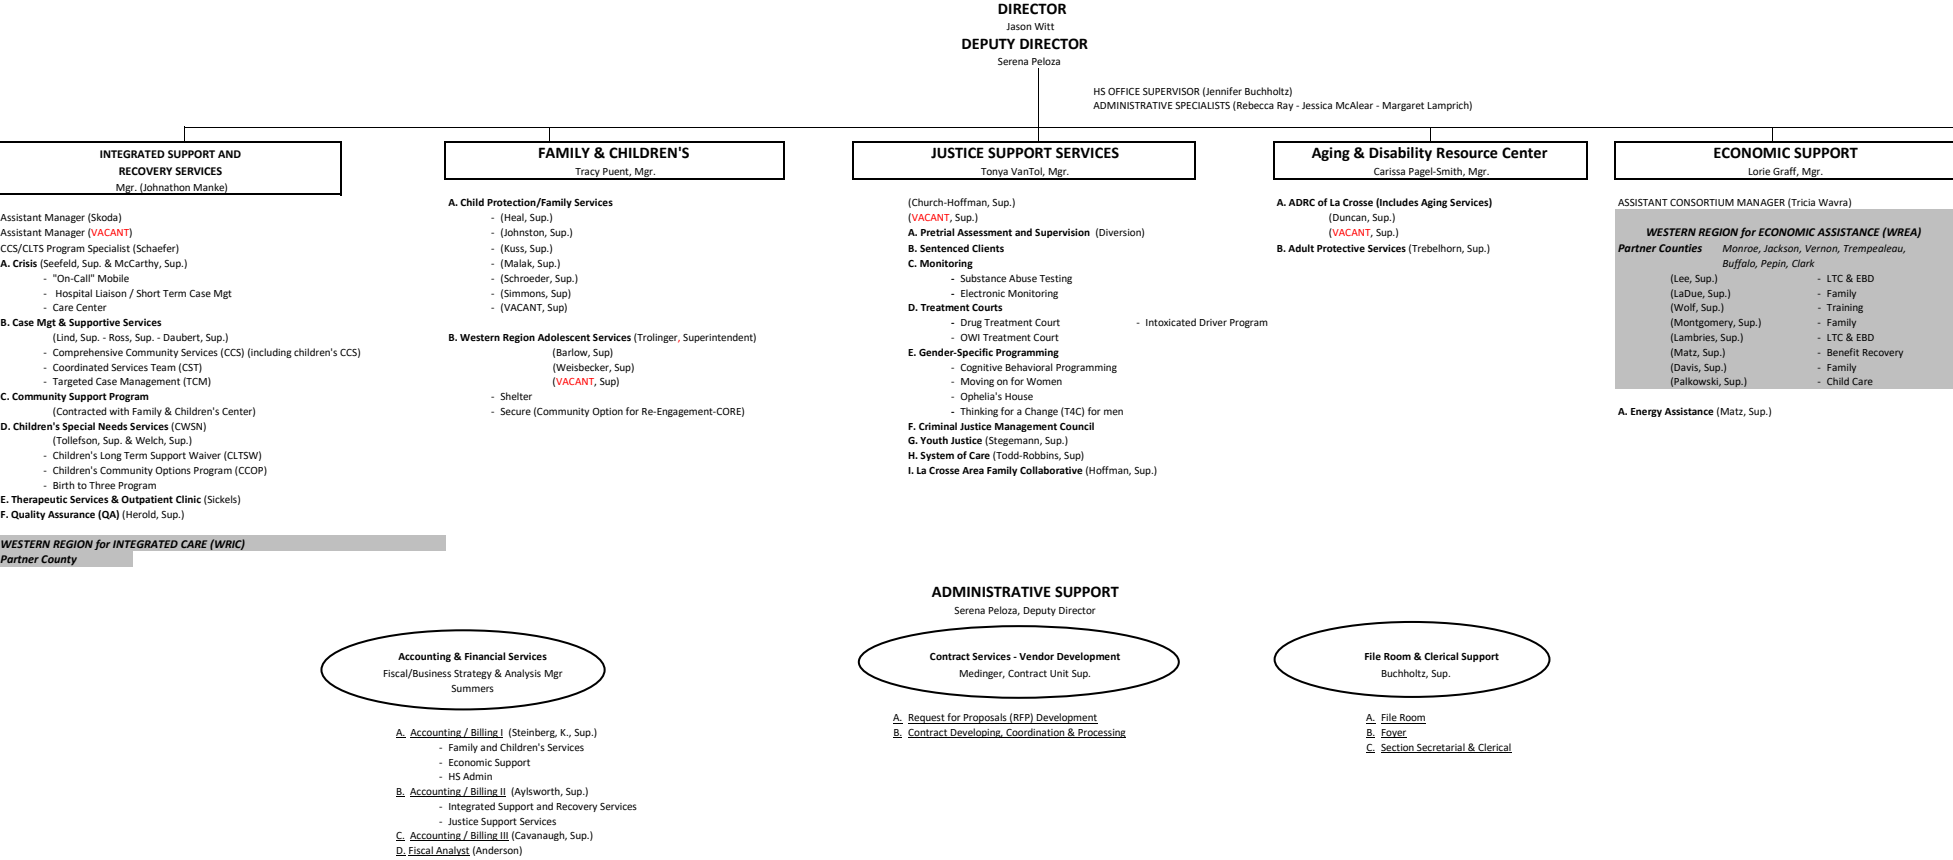 DIRECTOR
Jason Witt
DEPUTY DIRECTOR
Serena Peloza
HS OFFICE SUPERVISOR (Jennifer Buchholtz)
ADMINISTRATIVE SPECIALISTS (Rebecca Ray - Jessica McAlear - Margaret Lamprich)
INTEGRATED SUPPORT AND
RECOVERY SERVICES
Mgr. (Johnathon Manke)
Assistant Manager (Skoda)
Assistant Manager (VACANT)
CCS/CLTS Program Specialist (Schaefer)
A. Crisis (Seefeld, Sup. & McCarthy, Sup.)
- "On-Call" Mobile
- Hospital Liaison / Short Term Case Mgt
- Care Center
B. Case Mgt & Supportive Services
(Lind, Sup. - Ross, Sup. - Daubert, Sup.)
- Comprehensive Community Services (CCS) (including children's CCS)
- Coordinated Services Team (CST)
- Targeted Case Management (TCM)
C. Community Support Program
(Contracted with Family & Children's Center)
D. Children's Special Needs Services (CWSN)
(Tollefson, Sup. & Welch, Sup.)
- Children's Long Term Support Waiver (CLTSW)
- Children's Community Options Program (CCOP)
- Birth to Three Program
E. Therapeutic Services & Outpatient Clinic (Sickels)
F. Quality Assurance (QA) (Herold, Sup.)
WESTERN REGION for INTEGRATED CARE (WRIC)
Partner County
FAMILY & CHILDREN'S
Tracy Puent, Mgr.
A. Child Protection/Family Services
- (Heal, Sup.)
- (Johnston, Sup.)
- (Kuss, Sup.)
- (Malak, Sup.)
- (Schroeder, Sup.)
- (Simmons, Sup)
- (VACANT, Sup)
B. Western Region Adolescent Services (Trolinger, Superintendent)
(Barlow, Sup)
(Weisbecker, Sup)
(VACANT, Sup)
- Shelter
- Secure (Community Option for Re-Engagement-CORE)
JUSTICE SUPPORT SERVICES
Tonya VanTol, Mgr.
(Church-Hoffman, Sup.)
(VACANT, Sup.)
A. Pretrial Assessment and Supervision (Diversion)
B. Sentenced Clients
C. Monitoring
- Substance Abuse Testing
- Electronic Monitoring
D. Treatment Courts
- Drug Treatment Court - Intoxicated Driver Program
- OWI Treatment Court
E. Gender-Specific Programming
- Cognitive Behavioral Programming
- Moving on for Women
- Ophelia's House
- Thinking for a Change (T4C) for men
F. Criminal Justice Management Council
G. Youth Justice (Stegemann, Sup.)
H. System of Care (Todd-Robbins, Sup)
I. La Crosse Area Family Collaborative (Hoffman, Sup.)
Aging & Disability Resource Center
Carissa Pagel-Smith, Mgr.
A. ADRC of La Crosse (Includes Aging Services)
(Duncan, Sup.)
(VACANT, Sup.)
B. Adult Protective Services (Trebelhorn, Sup.)
ECONOMIC SUPPORT
Lorie Graff, Mgr.
ASSISTANT CONSORTIUM MANAGER (Tricia Wavra)
WESTERN REGION for ECONOMIC ASSISTANCE (WREA)
Partner Counties Monroe, Jackson, Vernon, Trempealeau,
Buffalo, Pepin, Clark
(Lee, Sup.) - LTC & EBD
(LaDue, Sup.) - Family
(Wolf, Sup.) - Training
(Montgomery, Sup.) - Family
(Lambries, Sup.) - LTC & EBD
(Matz, Sup.) - Benefit Recovery
(Davis, Sup.) - Family
(Palkowski, Sup.) - Child Care
A. Energy Assistance (Matz, Sup.)
ADMINISTRATIVE SUPPORT
Serena Peloza, Deputy Director
Accounting & Financial Services
Fiscal/Business Strategy & Analysis Mgr
Summers
A. Accounting / Billing I (Steinberg, K., Sup.)
- Family and Children's Services
- Economic Support
- HS Admin
B. Accounting / Billing II (Aylsworth, Sup.)
- Integrated Support and Recovery Services
- Justice Support Services
C. Accounting / Billing III (Cavanaugh, Sup.)
D. Fiscal Analyst (Anderson)
Contract Services - Vendor Development
Medinger, Contract Unit Sup.
A. Request for Proposals (RFP) Development
B. Contract Developing, Coordination & Processing
File Room & Clerical Support
Buchholtz, Sup.
A. File Room
B. Foyer
C. Section Secretarial & Clerical